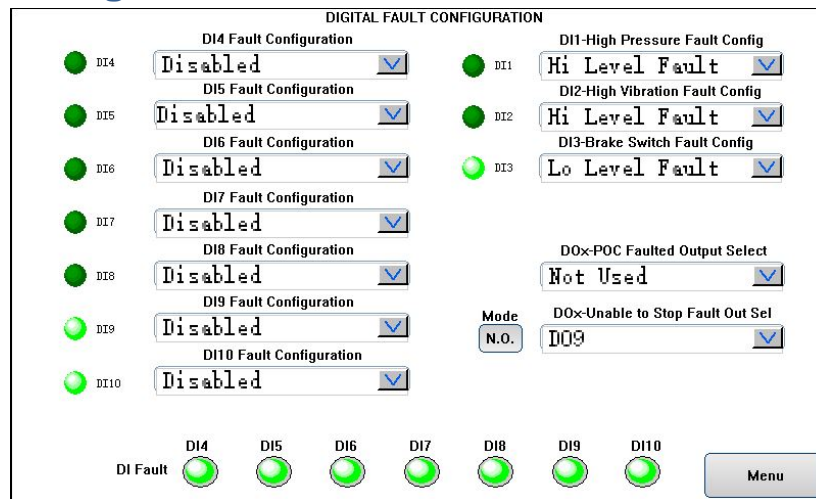 DIGITAL FAULT CONFIGURATION
DI4 Fault Configuration
DI4
Disabled
DI5 Fault Configuration
DI5
Disabled
DI6 Fault Configuration
DI6
Disabled
DI7 Fault Configuration
DI7
Disabled
DI8 Fault Configuration
DI8
Disabled
DI9 Fault Configuration
DI9
Disabled
DI10 Fault Configuration
DI10
Disabled
DI1-High Pressure Fault Config
DI1
Hi Level Fault
DI2-High Vibration Fault Config
DI2
Hi Level Fault
DI3-Brake Switch Fault Config
DI3
Lo Level Fault
DOx-POC Faulted Output Select
Not Used
Mode
N.O.
DOx-Unable to Stop Fault Out Sel
DO9
DI4 DI5 DI6 DI7 DI8 DI9 DI10
DI Fault
Menu